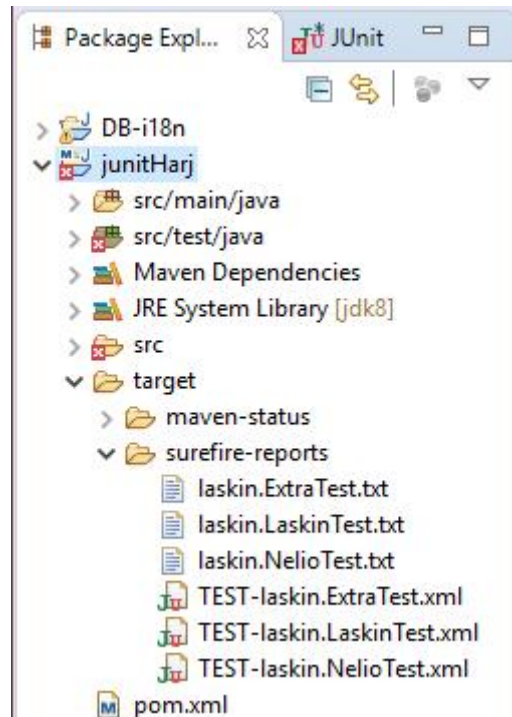 Package Expl... JUnit
DB-i18n
junitHarj
src/main/java
src/test/java
Maven Dependencies
JRE System Library [jdk8]
src
target
maven-status
surefire-reports
laskin.ExtraTest.txt
laskin.LaskinTest.txt
laskin.NelioTest.txt
TEST-laskin.ExtraTest.xml
TEST-laskin.LaskinTest.xml
TEST-laskin.NelioTest.xml
pom.xml